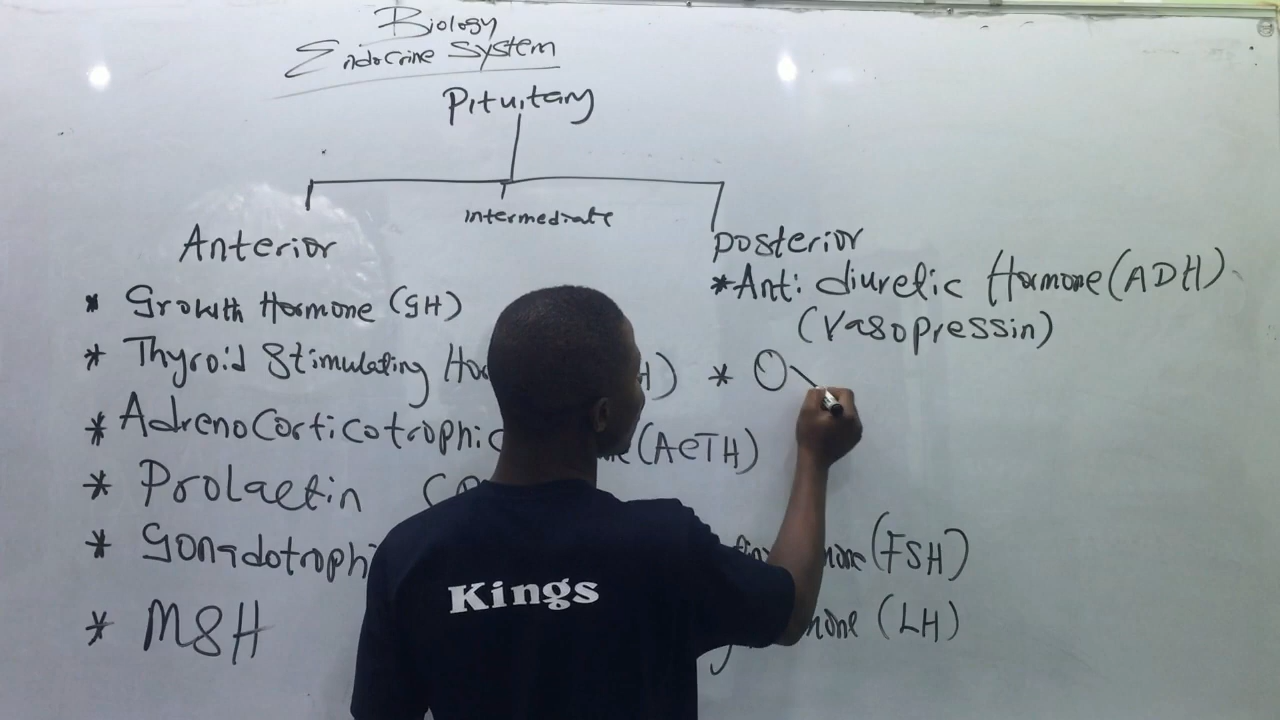 Biology
Endocrine System
Pituitary
Intermediate
Anterior
* Growth Hormone (GH)
* Thyroid Stimulating
* Adrenocorticotrophic (ACTH)
* Prolactin
* Gonadotroph
(FSH)
* MSH
(LH)
Posterior
* Anti diuretic Hormone (ADH)
(Vasopressin)
* O
Kings